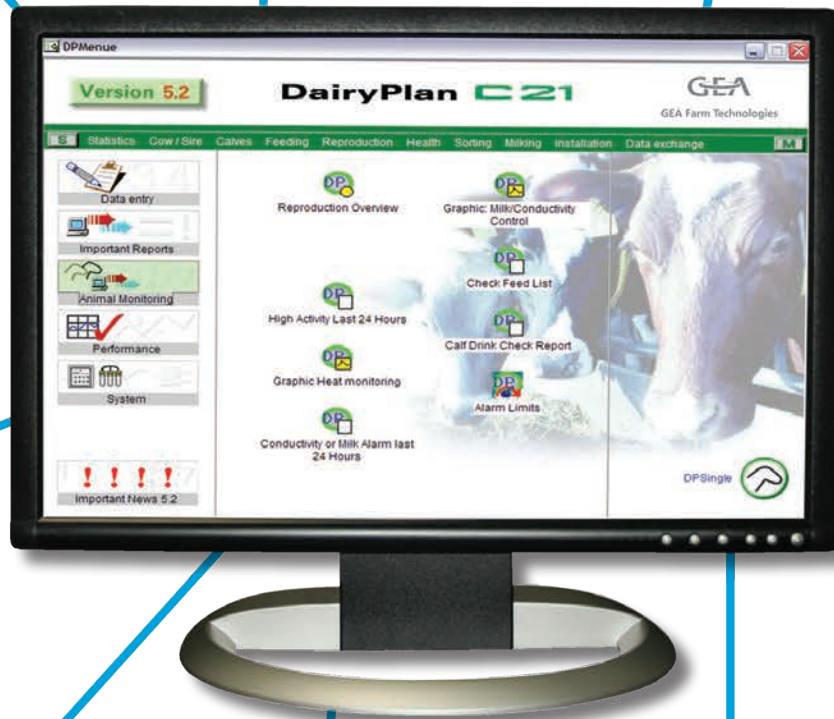 DPMenue
Version 5.2
DairyPlan C21
GEA
GEA Farm Technologies
S Statistics Cow / Sire Calves Feeding Reproduction Health Sorting Milking Installation Data exchange M
Data entry
Important Reports
Animal Monitoring
Performance
System
Important News 5.2
DP
Reproduction Overview
DP
High Activity Last 24 Hours
DP
Graphic Heat monitoring
DP
Conductivity or Milk Alarm last
24 Hours
DP
Graphic: Milk/Conductivity
Control
DP
Check Feed List
DP
Calf Drink Check Report
DP
Alarm Limits
DPSingle